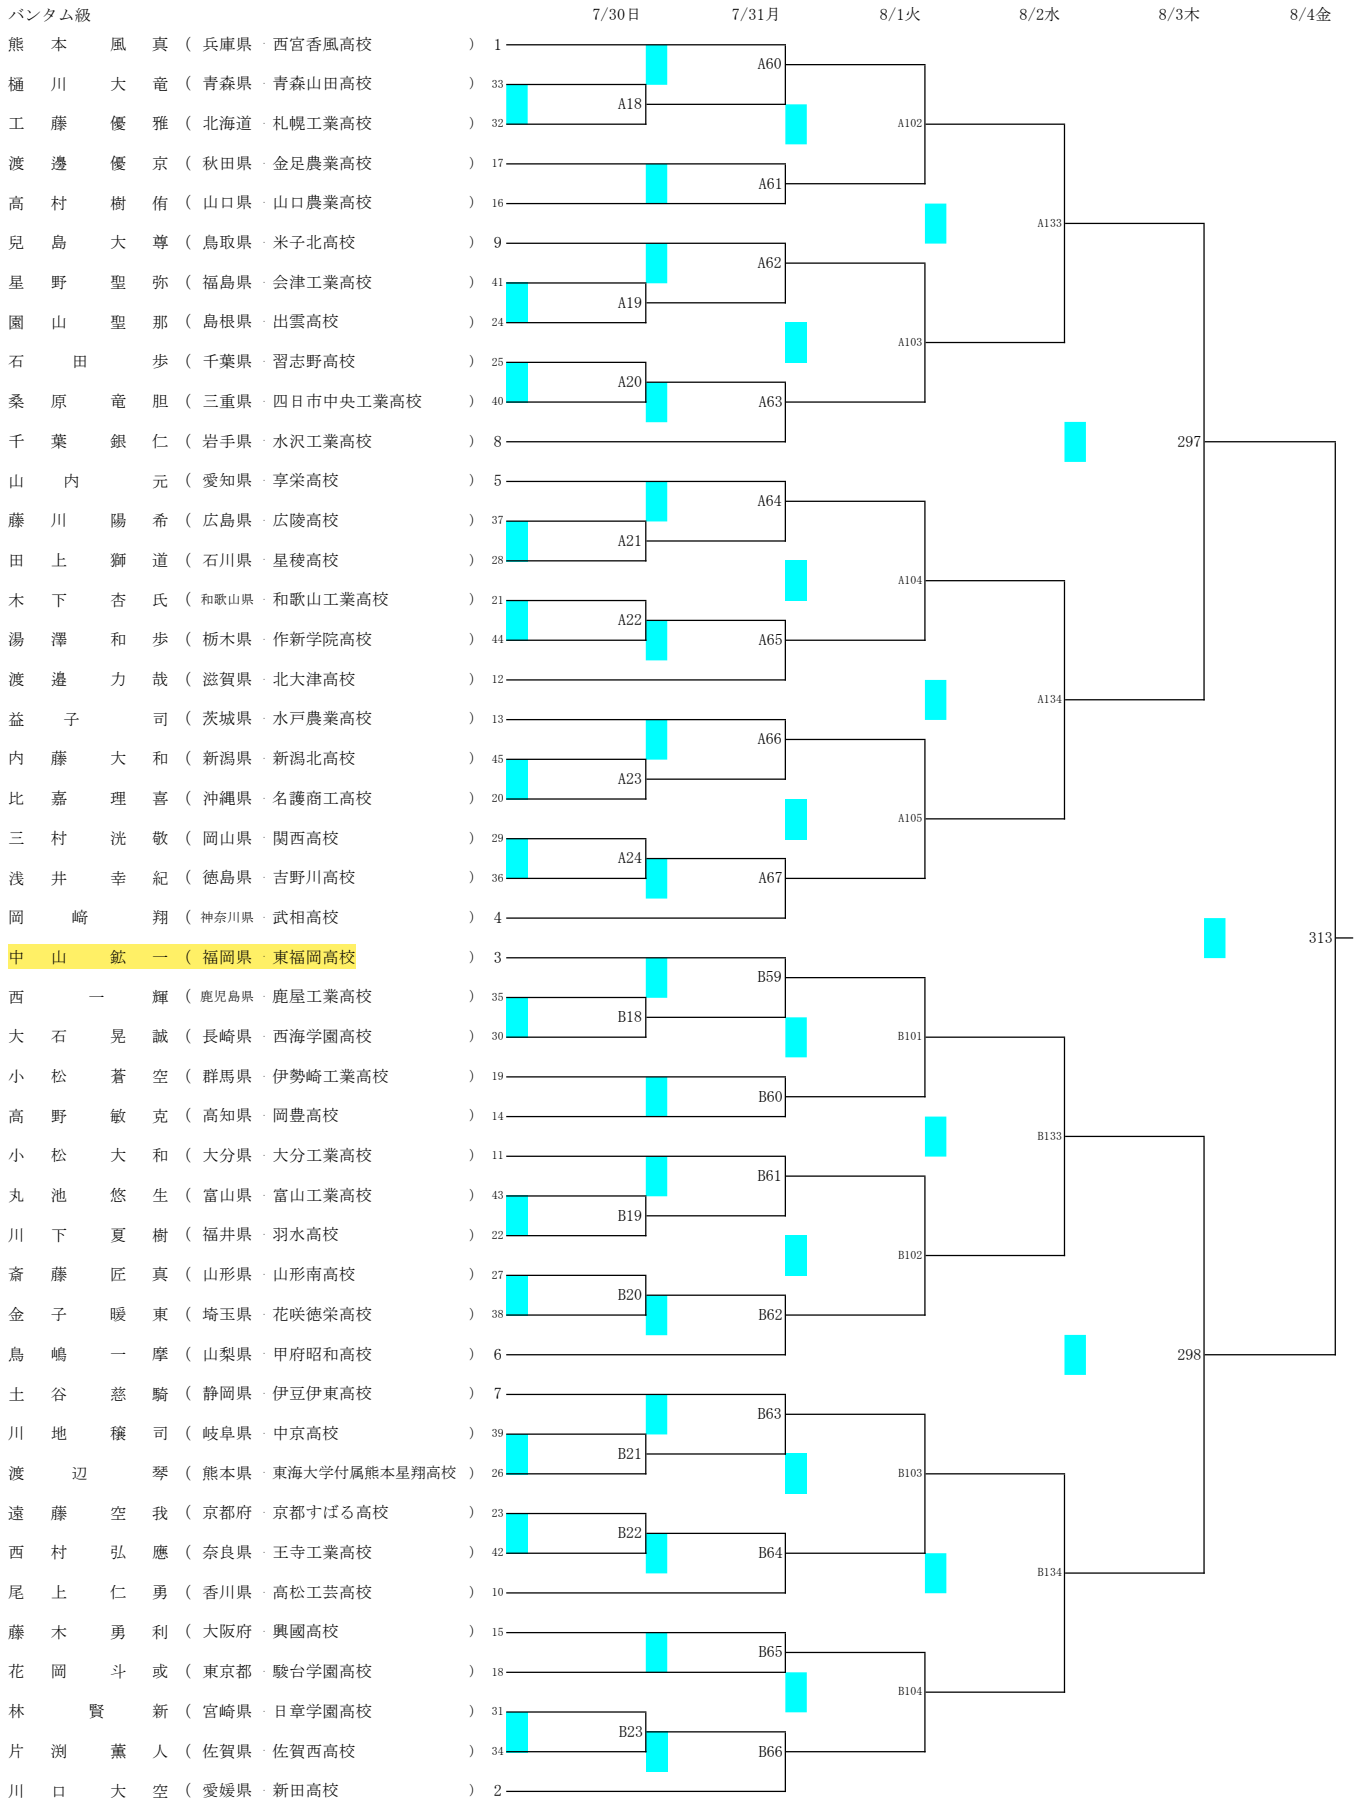 バンタム級 7/30日 7/31月 8/1火 8/2水 8/3木 8/4金
熊本風真 ( 兵庫県 · 西宮香風高校 ) 1
A60
樋川大竜 ( 青森県 · 青森山田高校 ) 33
A18
工藤優雅 ( 北海道 · 札幌工業高校 ) 32
A102
渡邊優京 ( 秋田県 · 金足農業高校 ) 17
A61
高村樹侑 ( 山口県 · 山口農業高校 ) 16
A133
兒島大尊 ( 鳥取県 · 米子北高校 ) 9
A62
星野聖弥 ( 福島県 · 会津工業高校 ) 41
A19
園山聖那 ( 島根県 · 出雲高校 ) 24
A103
石田歩 ( 千葉県 · 習志野高校 ) 25
A20
桑原竜胆 ( 三重県 · 四日市中央工業高校 ) 40
A63
千葉銀仁 ( 岩手県 · 水沢工業高校 ) 8
297
山内元 ( 愛知県 · 享栄高校 ) 5
A64
藤川陽希 ( 広島県 · 広陵高校 ) 37
A21
田上獅道 ( 石川県 · 星稜高校 ) 28
A104
木下杏氏 ( 和歌山県 · 和歌山工業高校 ) 21
A22
湯澤和歩 ( 栃木県 · 作新学院高校 ) 44
A65
渡邉力哉 ( 滋賀県 · 北大津高校 ) 12
A134
益子司 ( 茨城県 · 水戸農業高校 ) 13
A66
内藤大和 ( 新潟県 · 新潟北高校 ) 45
A23
比嘉理喜 ( 沖縄県 · 名護商工高校 ) 20
A105
三村洸敬 ( 岡山県 · 関西高校 ) 29
A24
浅井幸紀 ( 徳島県 · 吉野川高校 ) 36
A67
岡﨑翔 ( 神奈川県 · 武相高校 ) 4
313
中山鉱一 ( 福岡県 · 東福岡高校 ) 3
B59
西一輝 ( 鹿児島県 · 鹿屋工業高校 ) 35
B18
大石晃誠 ( 長崎県 · 西海学園高校 ) 30
B101
小松蒼空 ( 群馬県 · 伊勢崎工業高校 ) 19
B60
高野敏克 ( 高知県 · 岡豊高校 ) 14
B133
小松大和 ( 大分県 · 大分工業高校 ) 11
B61
丸池悠生 ( 富山県 · 富山工業高校 ) 43
B19
川下夏樹 ( 福井県 · 羽水高校 ) 22
B102
斎藤匠真 ( 山形県 · 山形南高校 ) 27
B20
金子暖東 ( 埼玉県 · 花咲徳栄高校 ) 38
B62
鳥嶋一摩 ( 山梨県 · 甲府昭和高校 ) 6
298
土谷慈騎 ( 静岡県 · 伊豆伊東高校 ) 7
B63
川地穣司 ( 岐阜県 · 中京高校 ) 39
B21
渡辺琴 ( 熊本県 · 東海大学付属熊本星翔高校 ) 26
B103
遠藤空我 ( 京都府 · 京都すばる高校 ) 23
B22
西村弘應 ( 奈良県 · 王寺工業高校 ) 42
B64
尾上仁勇 ( 香川県 · 高松工芸高校 ) 10
B134
藤木勇利 ( 大阪府 · 興國高校 ) 15
B65
花岡斗或 ( 東京都 · 駿台学園高校 ) 18
B104
林賢新 ( 宮崎県 · 日章学園高校 ) 31
B23
片渕薫人 ( 佐賀県 · 佐賀西高校 ) 34
B66
川口大空 ( 愛媛県 · 新田高校 ) 2